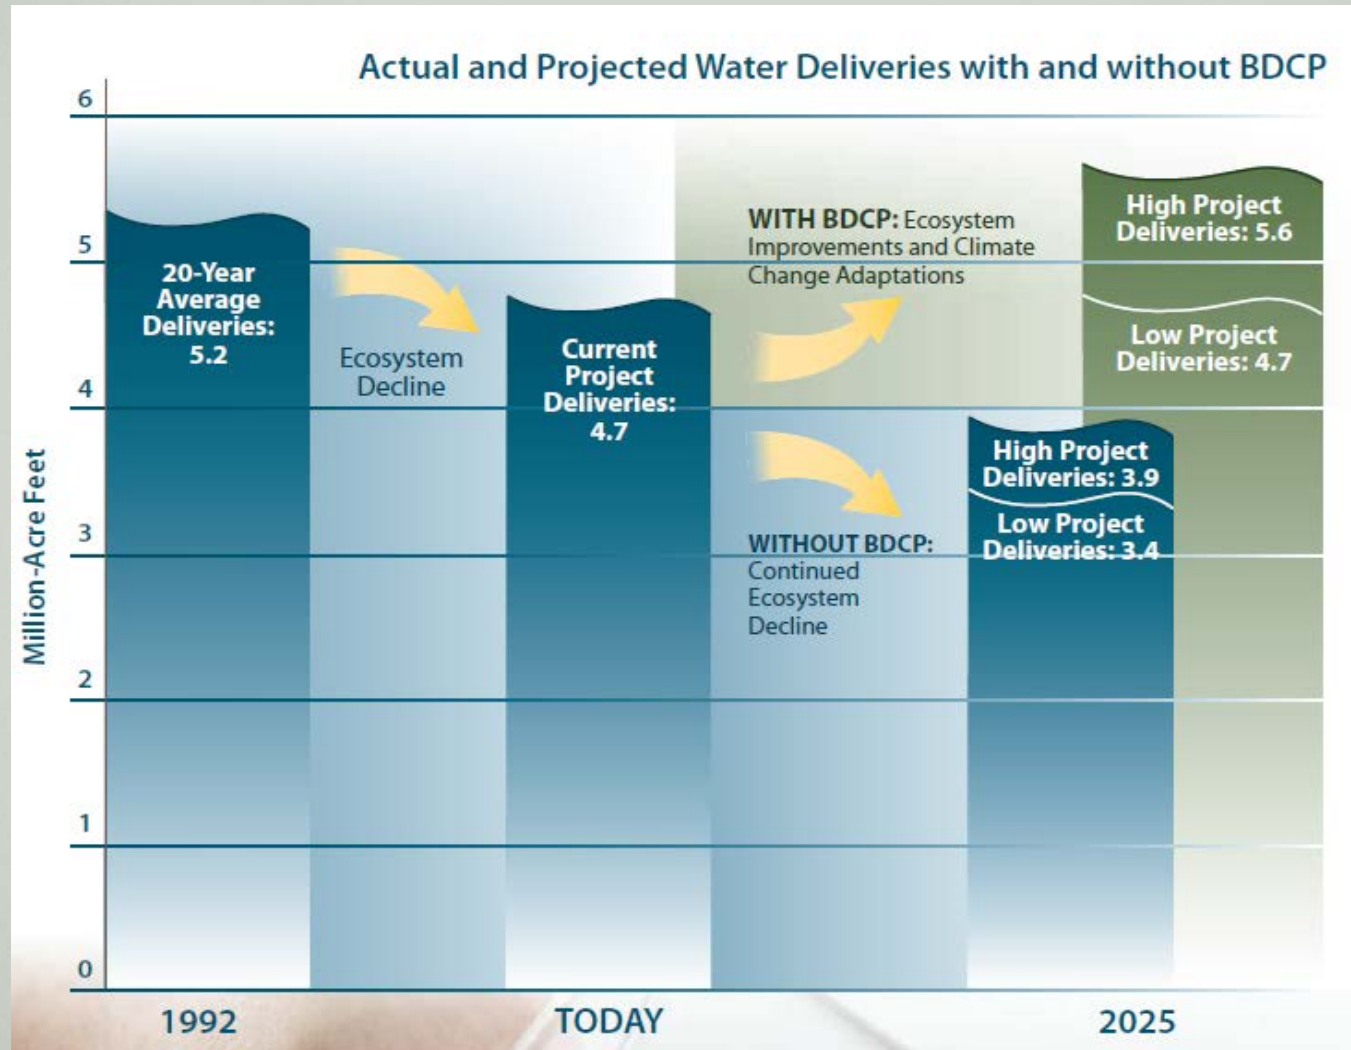 Actual and Projected Water Deliveries with and without BDCP
Million-Acre Feet
6
5
4
3
2
1
0
20-Year
Average
Deliveries:
5.2
Ecosystem
Decline
Current
Project
Deliveries:
4.7
WITH BDCP: Ecosystem
Improvements and Climate
Change Adaptations
WITHOUT BDCP:
Continued
Ecosystem
Decline
High Project
Deliveries: 3.9
Low Project
Deliveries: 3.4
High Project
Deliveries: 5.6
Low Project
Deliveries: 4.7
1992
TODAY
2025